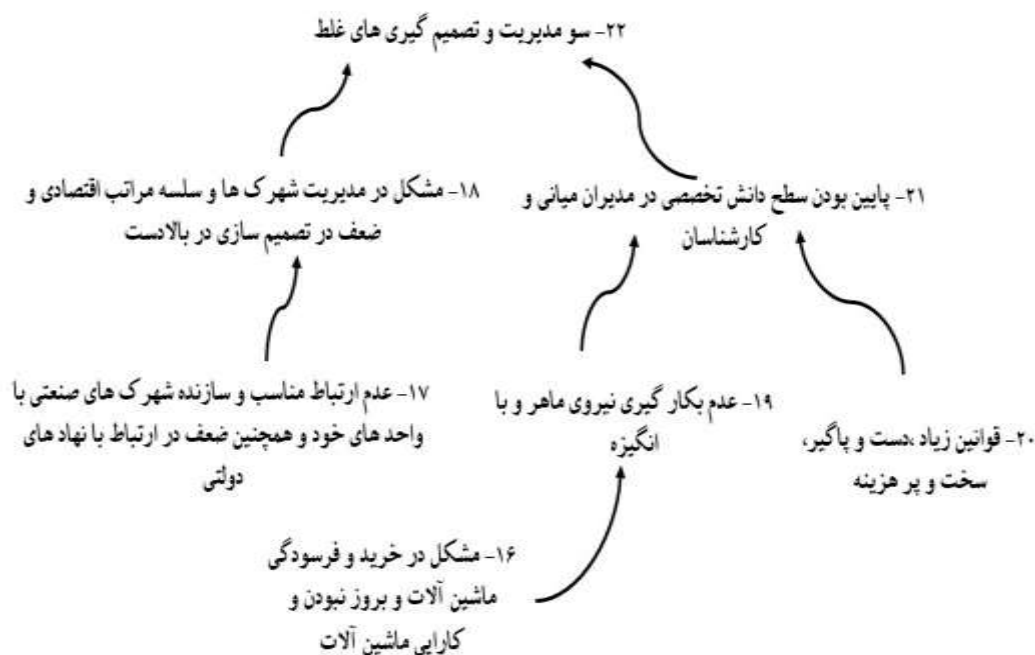 ۲۲- سو مدیریت و تصمیم گیری های غلط
۲۱- پایین بودن سطح دانش تخصصی در مدیران میانی و
کارشناسان
۱۸- مشکل در مدیریت شهرک ها و سلسه مراتب اقتصادی و
ضعف در تصمیم سازی در بالادست
۲۰- قوانین زیاد ،دست و پاگیر،
سخت و پر هزینه
۱۹- عدم بکار گیری نیروی ماهر و با
انگیزه
۱۷- عدم ارتباط مناسب و سازنده شهرک های صنعتی با
واحد های خود و همچنین ضعف در ارتباط با نهاد های
دولتی
۱۶- مشکل در خرید و فرسودگی
ماشین آلات و بروز نبودن و
کارایی ماشین آلات